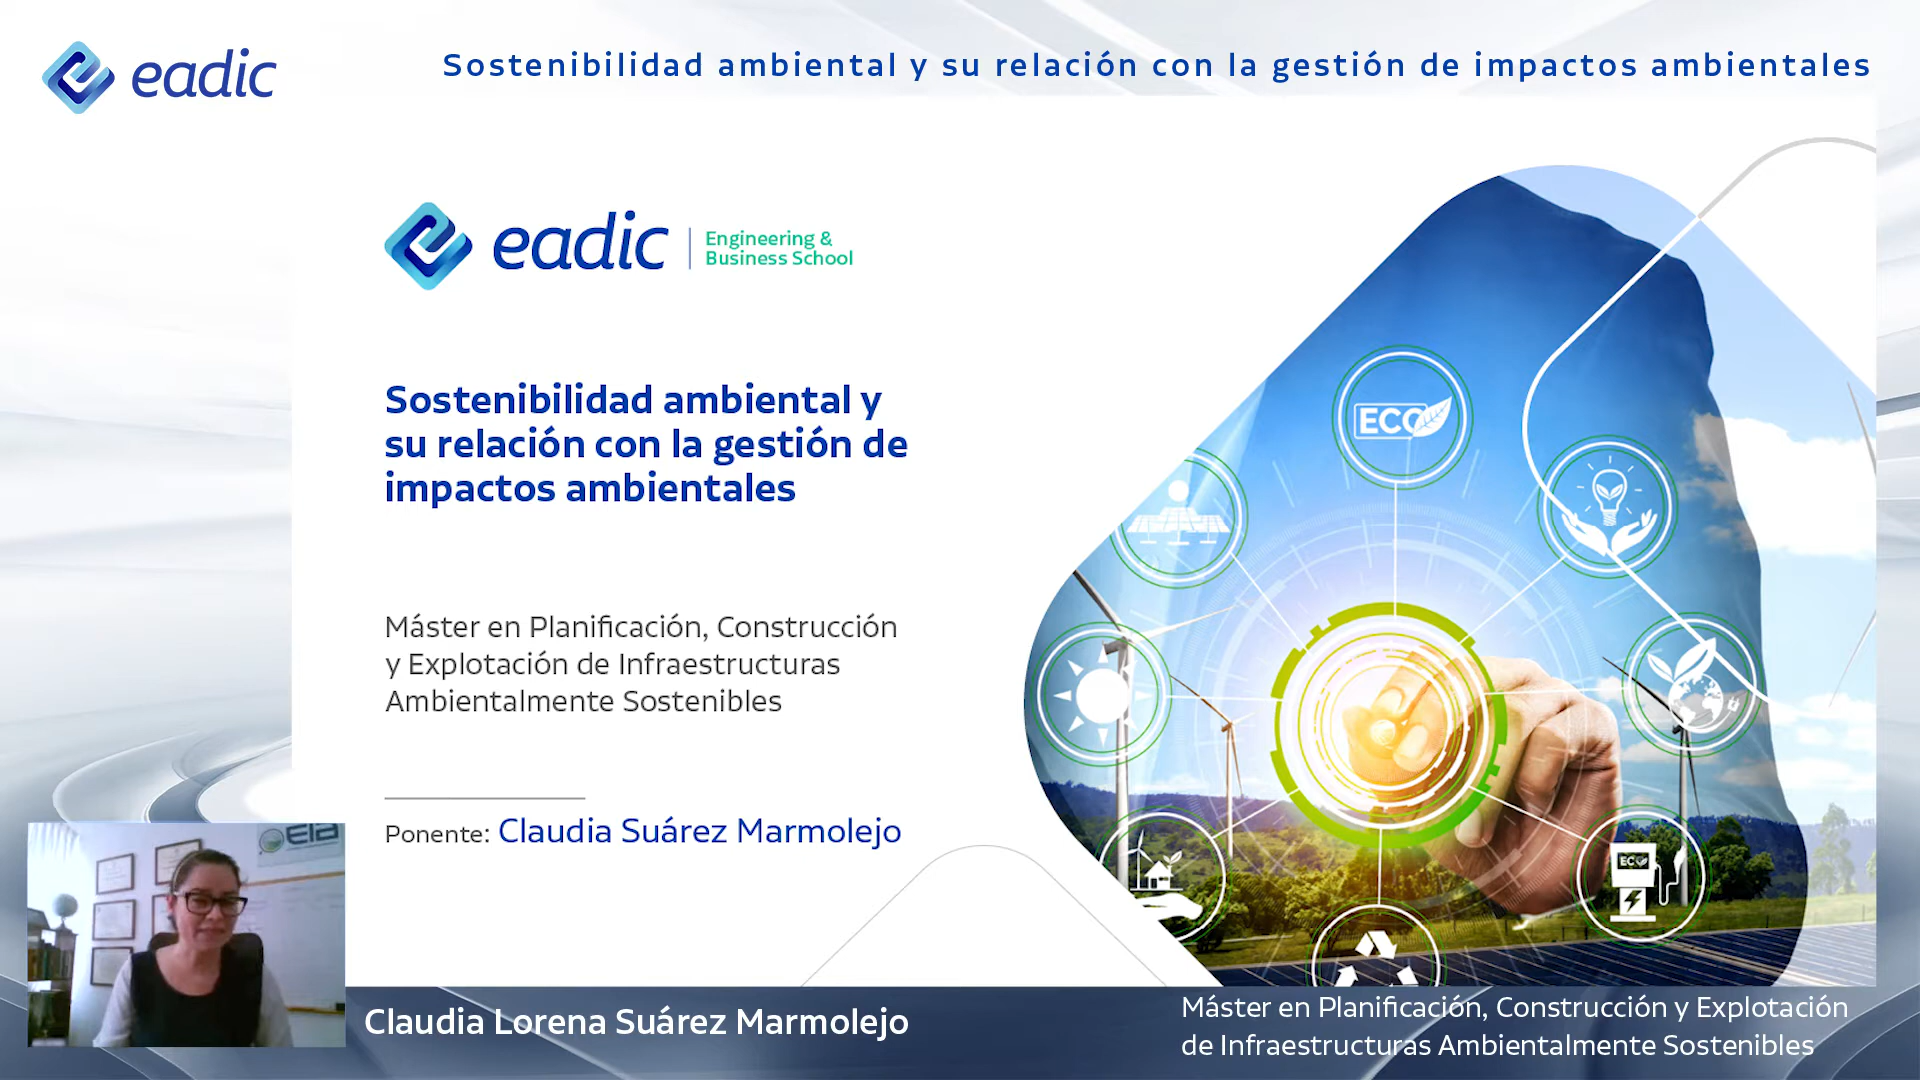 eadic
Sostenibilidad ambiental y su relación con la gestión de impactos ambientales
eadic
Engineering &
Business School
Sostenibilidad ambiental y
su relación con la gestión de
impactos ambientales
Máster en Planificación, Construcción
y Explotación de Infraestructuras
Ambientalmente Sostenibles
Ponente: Claudia Suárez Marmolejo
ECO
ECO
eia
Claudia Lorena Suárez Marmolejo
Máster en Planificación, Construcción y Explotación
de Infraestructuras Ambientalmente Sostenibles